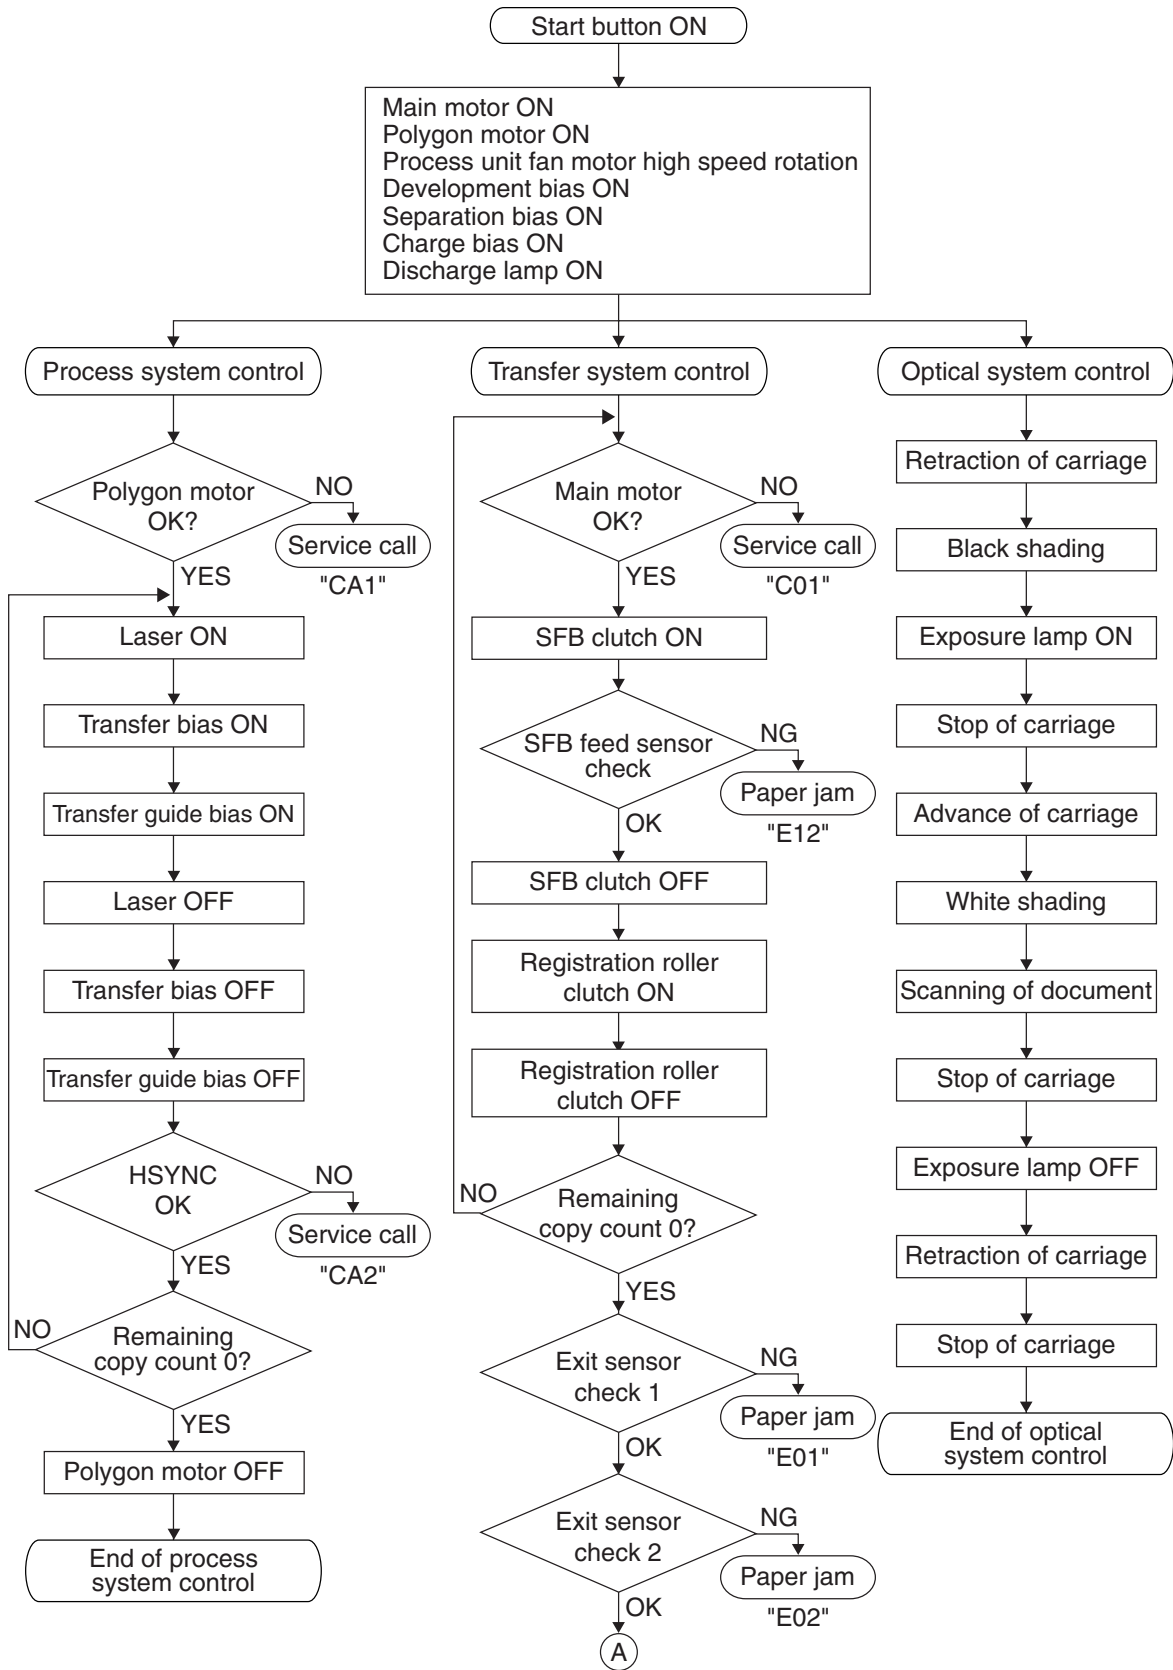 Start button ON
Main motor ON
Polygon motor ON
Process unit fan motor high speed rotation
Development bias ON
Separation bias ON
Charge bias ON
Discharge lamp ON
Process system control
Polygon motor
OK?
NO
Service call
"CA1"
YES
Laser ON
Transfer bias ON
Transfer guide bias ON
Laser OFF
Transfer bias OFF
Transfer guide bias OFF
HSYNC
OK
NO
Service call
"CA2"
YES
NO
Remaining
copy count 0?
YES
Polygon motor OFF
End of process
system control
Transfer system control
Main motor
OK?
NO
Service call
"C01"
YES
SFB clutch ON
SFB feed sensor
check
NG
Paper jam
"E12"
OK
SFB clutch OFF
Registration roller
clutch ON
Registration roller
clutch OFF
NO
Remaining
copy count 0?
YES
Exit sensor
check 1
NG
Paper jam
"E01"
OK
Exit sensor
check 2
NG
Paper jam
"E02"
OK
A
Optical system control
Retraction of carriage
Black shading
Exposure lamp ON
Stop of carriage
Advance of carriage
White shading
Scanning of document
Stop of carriage
Exposure lamp OFF
Retraction of carriage
Stop of carriage
End of optical
system control